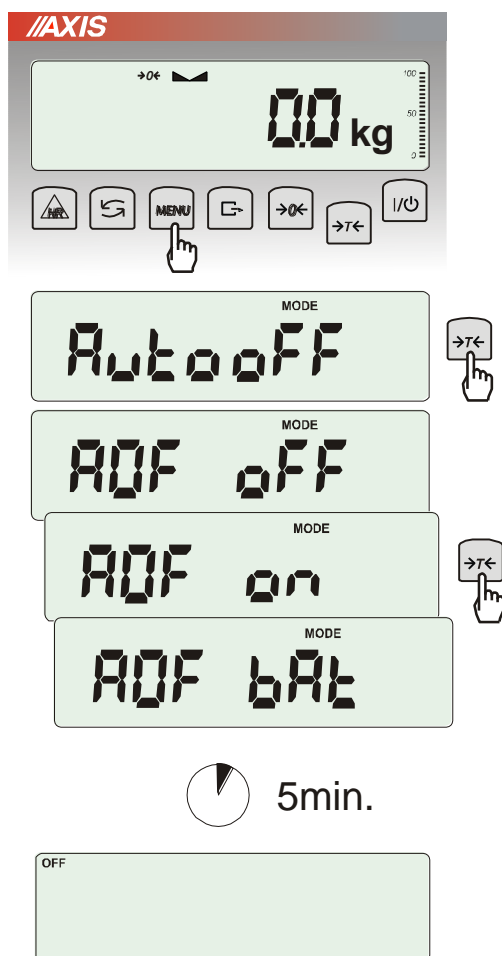 //AXIS
→0← 100
50
0.0 kg
0
HR MENU →0← →T← I/⏻
MODE
AutooFF
→T←
MODE
AOF oFF
MODE
AOF on
→T←
MODE
AOF bAt
5min.
OFF